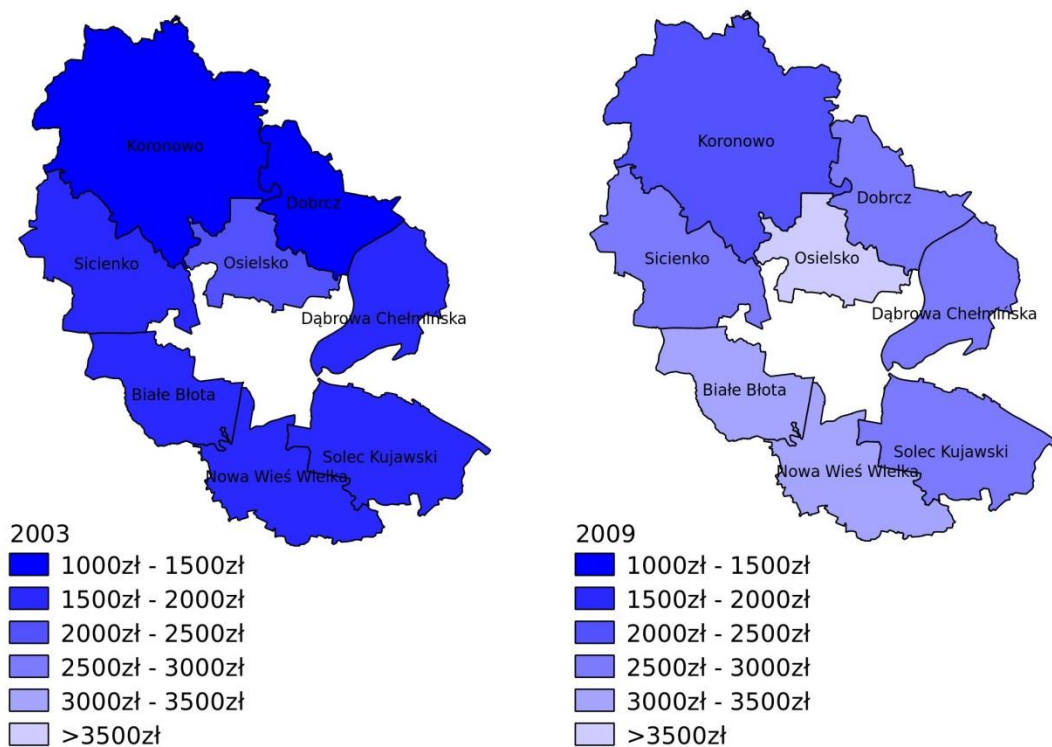 Koronowo
Dobrcz
Sicienko
Osielsko
Dąbrowa Chełmińska
Białe Błota
Solec Kujawski
Nowa Wieś Wielka
2003
1000zł - 1500zł
1500zł - 2000zł
2000zł - 2500zł
2500zł - 3000zł
3000zł - 3500zł
>3500zł
Koronowo
Dobrcz
Sicienko
Osielsko
Dąbrowa Chełmińska
Białe Błota
Solec Kujawski
Nowa Wieś Wielka
2009
1000zł - 1500zł
1500zł - 2000zł
2000zł - 2500zł
2500zł - 3000zł
3000zł - 3500zł
>3500zł